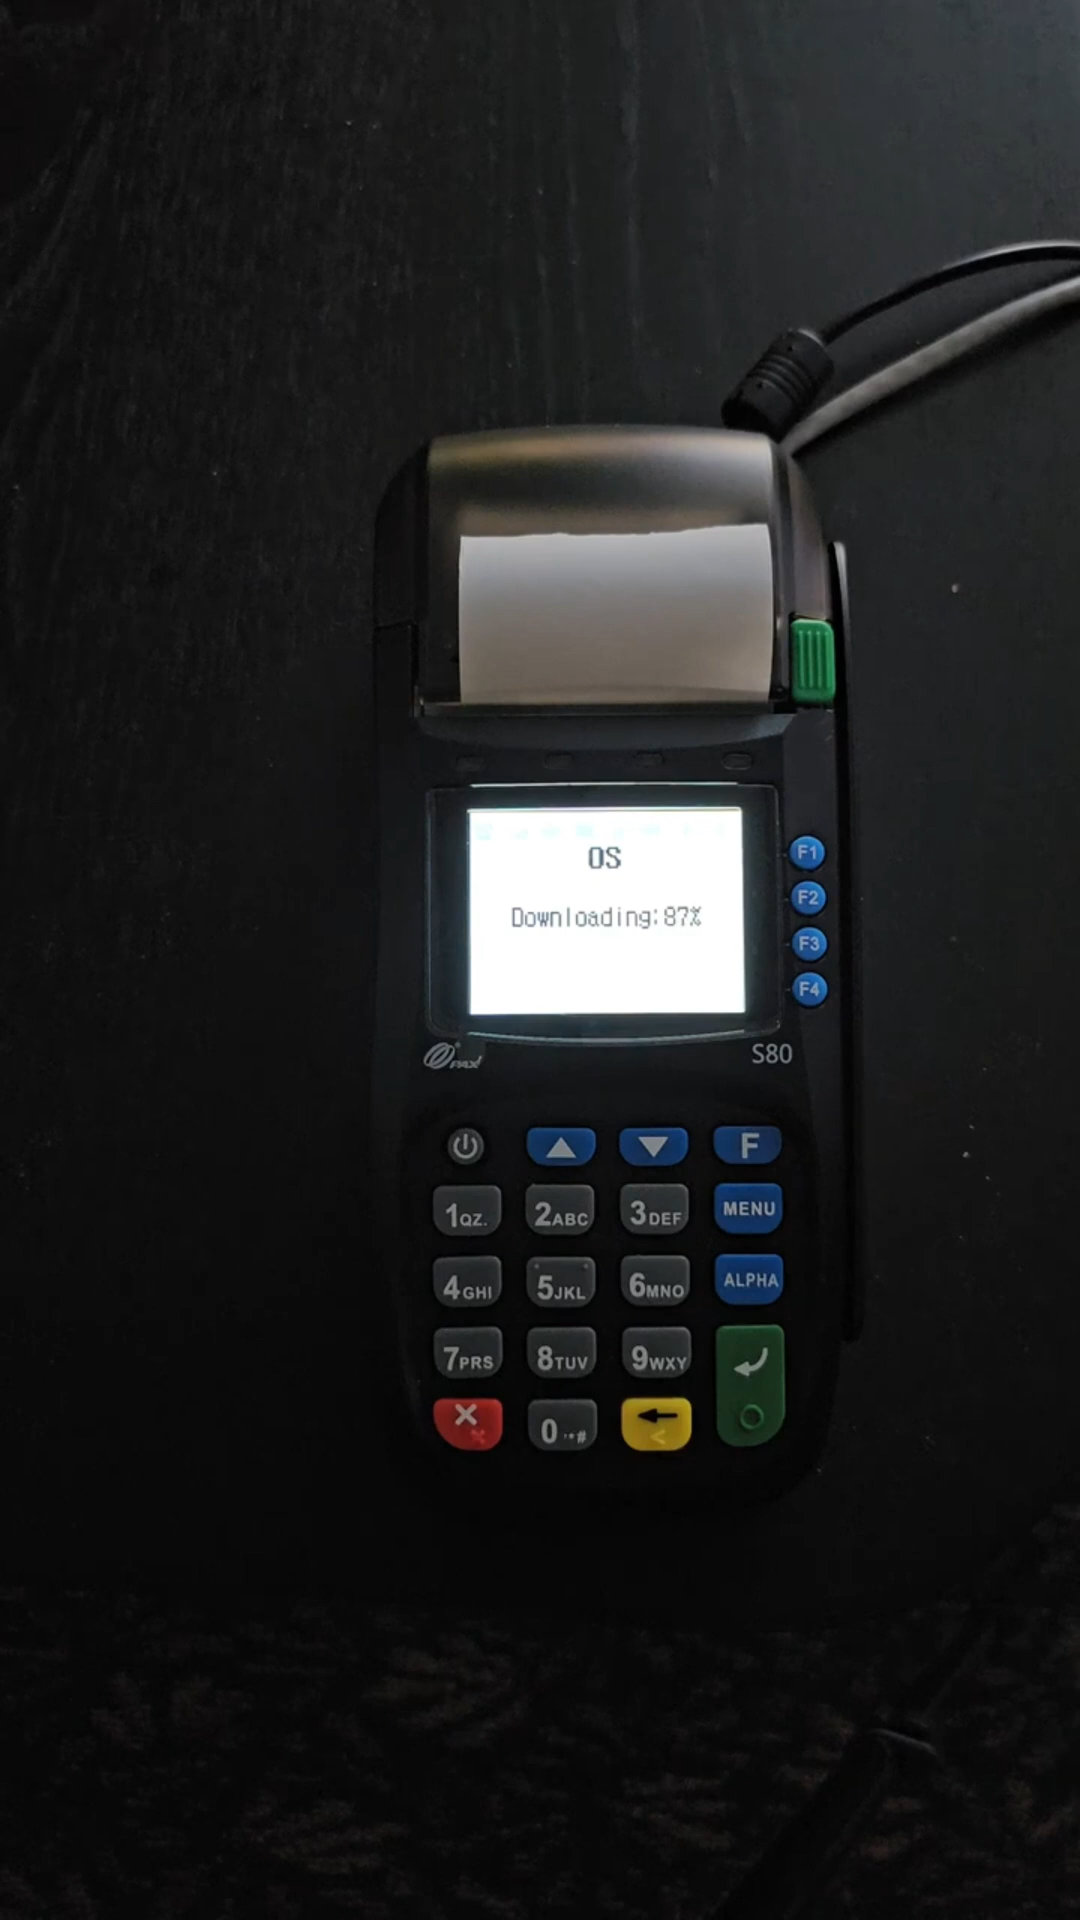 OS
Downloading:87%
F1
F2
F3
F4
PAX
S80
F
1QZ. 2ABC 3DEF MENU
4GHI 5JKL 6MNO ALPHA
7PRS 8TUV 9WXY
0.*#